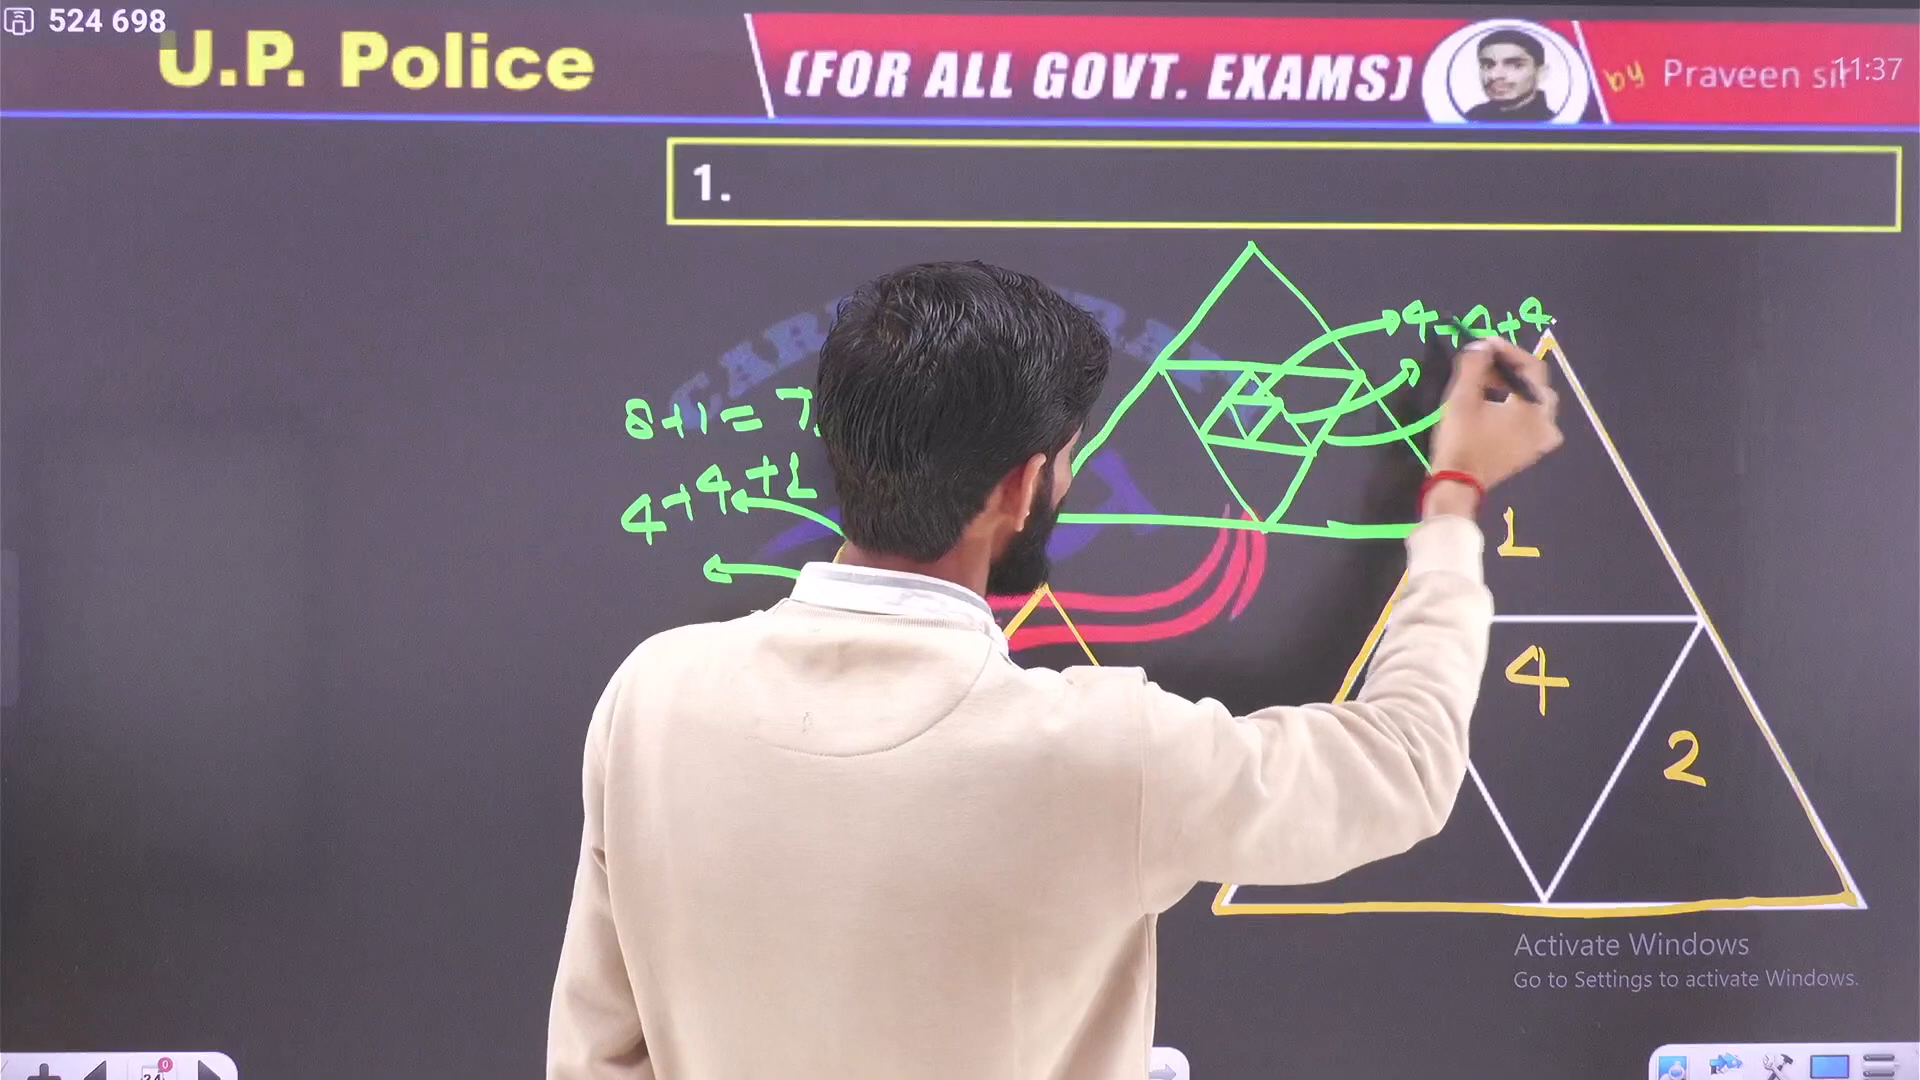 524 698
U.P. Police
(FOR ALL GOVT. EXAMS)
by Praveen sir
11:37
1.
4+4+4
8+1=7
4+4+1
1
4
2
Activate Windows
Go to Settings to activate Windows.